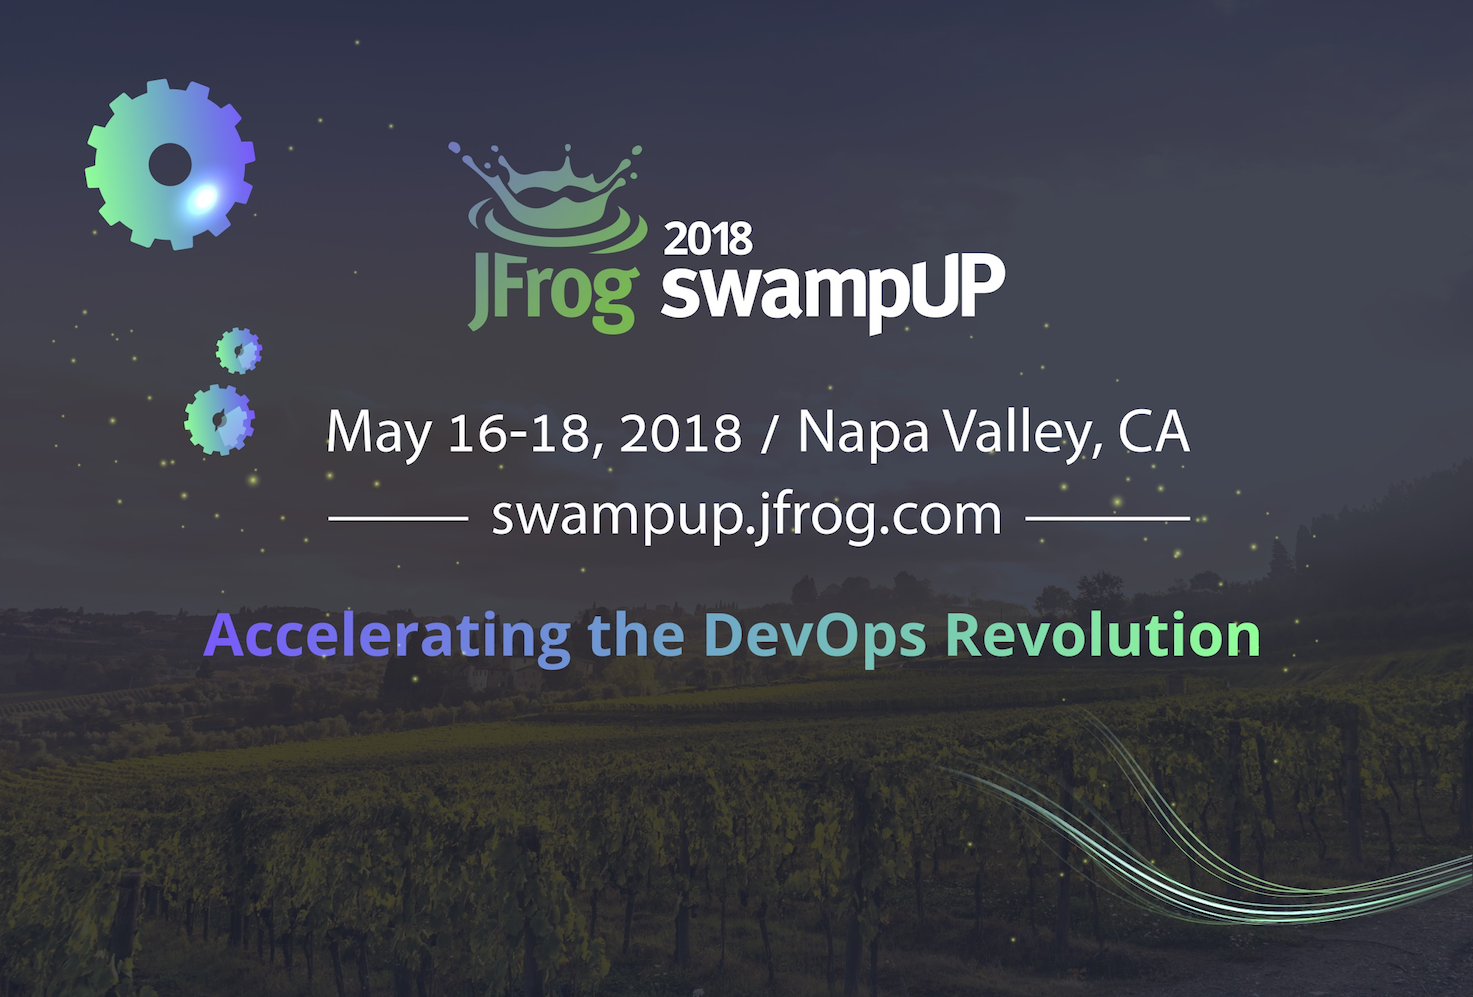 JFrog 2018 swampUP
May 16-18, 2018 / Napa Valley, CA
swampup.jfrog.com
Accelerating the DevOps Revolution